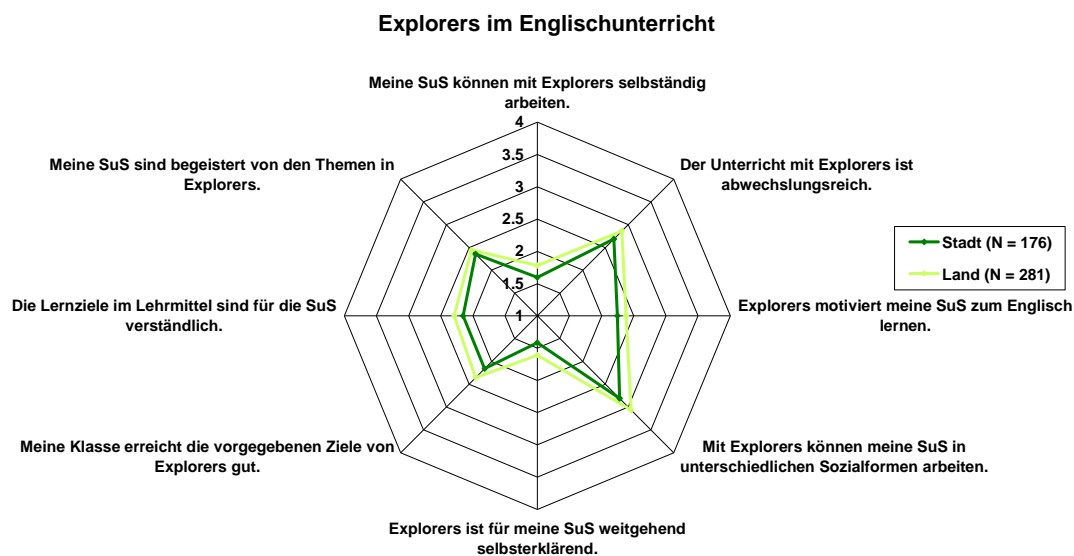 Explorers im Englischunterricht
Meine SuS können mit Explorers selbständig
arbeiten.
Der Unterricht mit Explorers ist
abwechslungsreich.
Explorers motiviert meine SuS zum Englisch
lernen.
Mit Explorers können meine SuS in
unterschiedlichen Sozialformen arbeiten.
Explorers ist für meine SuS weitgehend
selbsterklärend.
Meine Klasse erreicht die vorgegebenen Ziele von
Explorers gut.
Die Lernziele im Lehrmittel sind für die SuS
verständlich.
Meine SuS sind begeistert von den Themen in
Explorers.
4
3.5
3
2.5
2
1.5
1
Stadt (N = 176)
Land (N = 281)